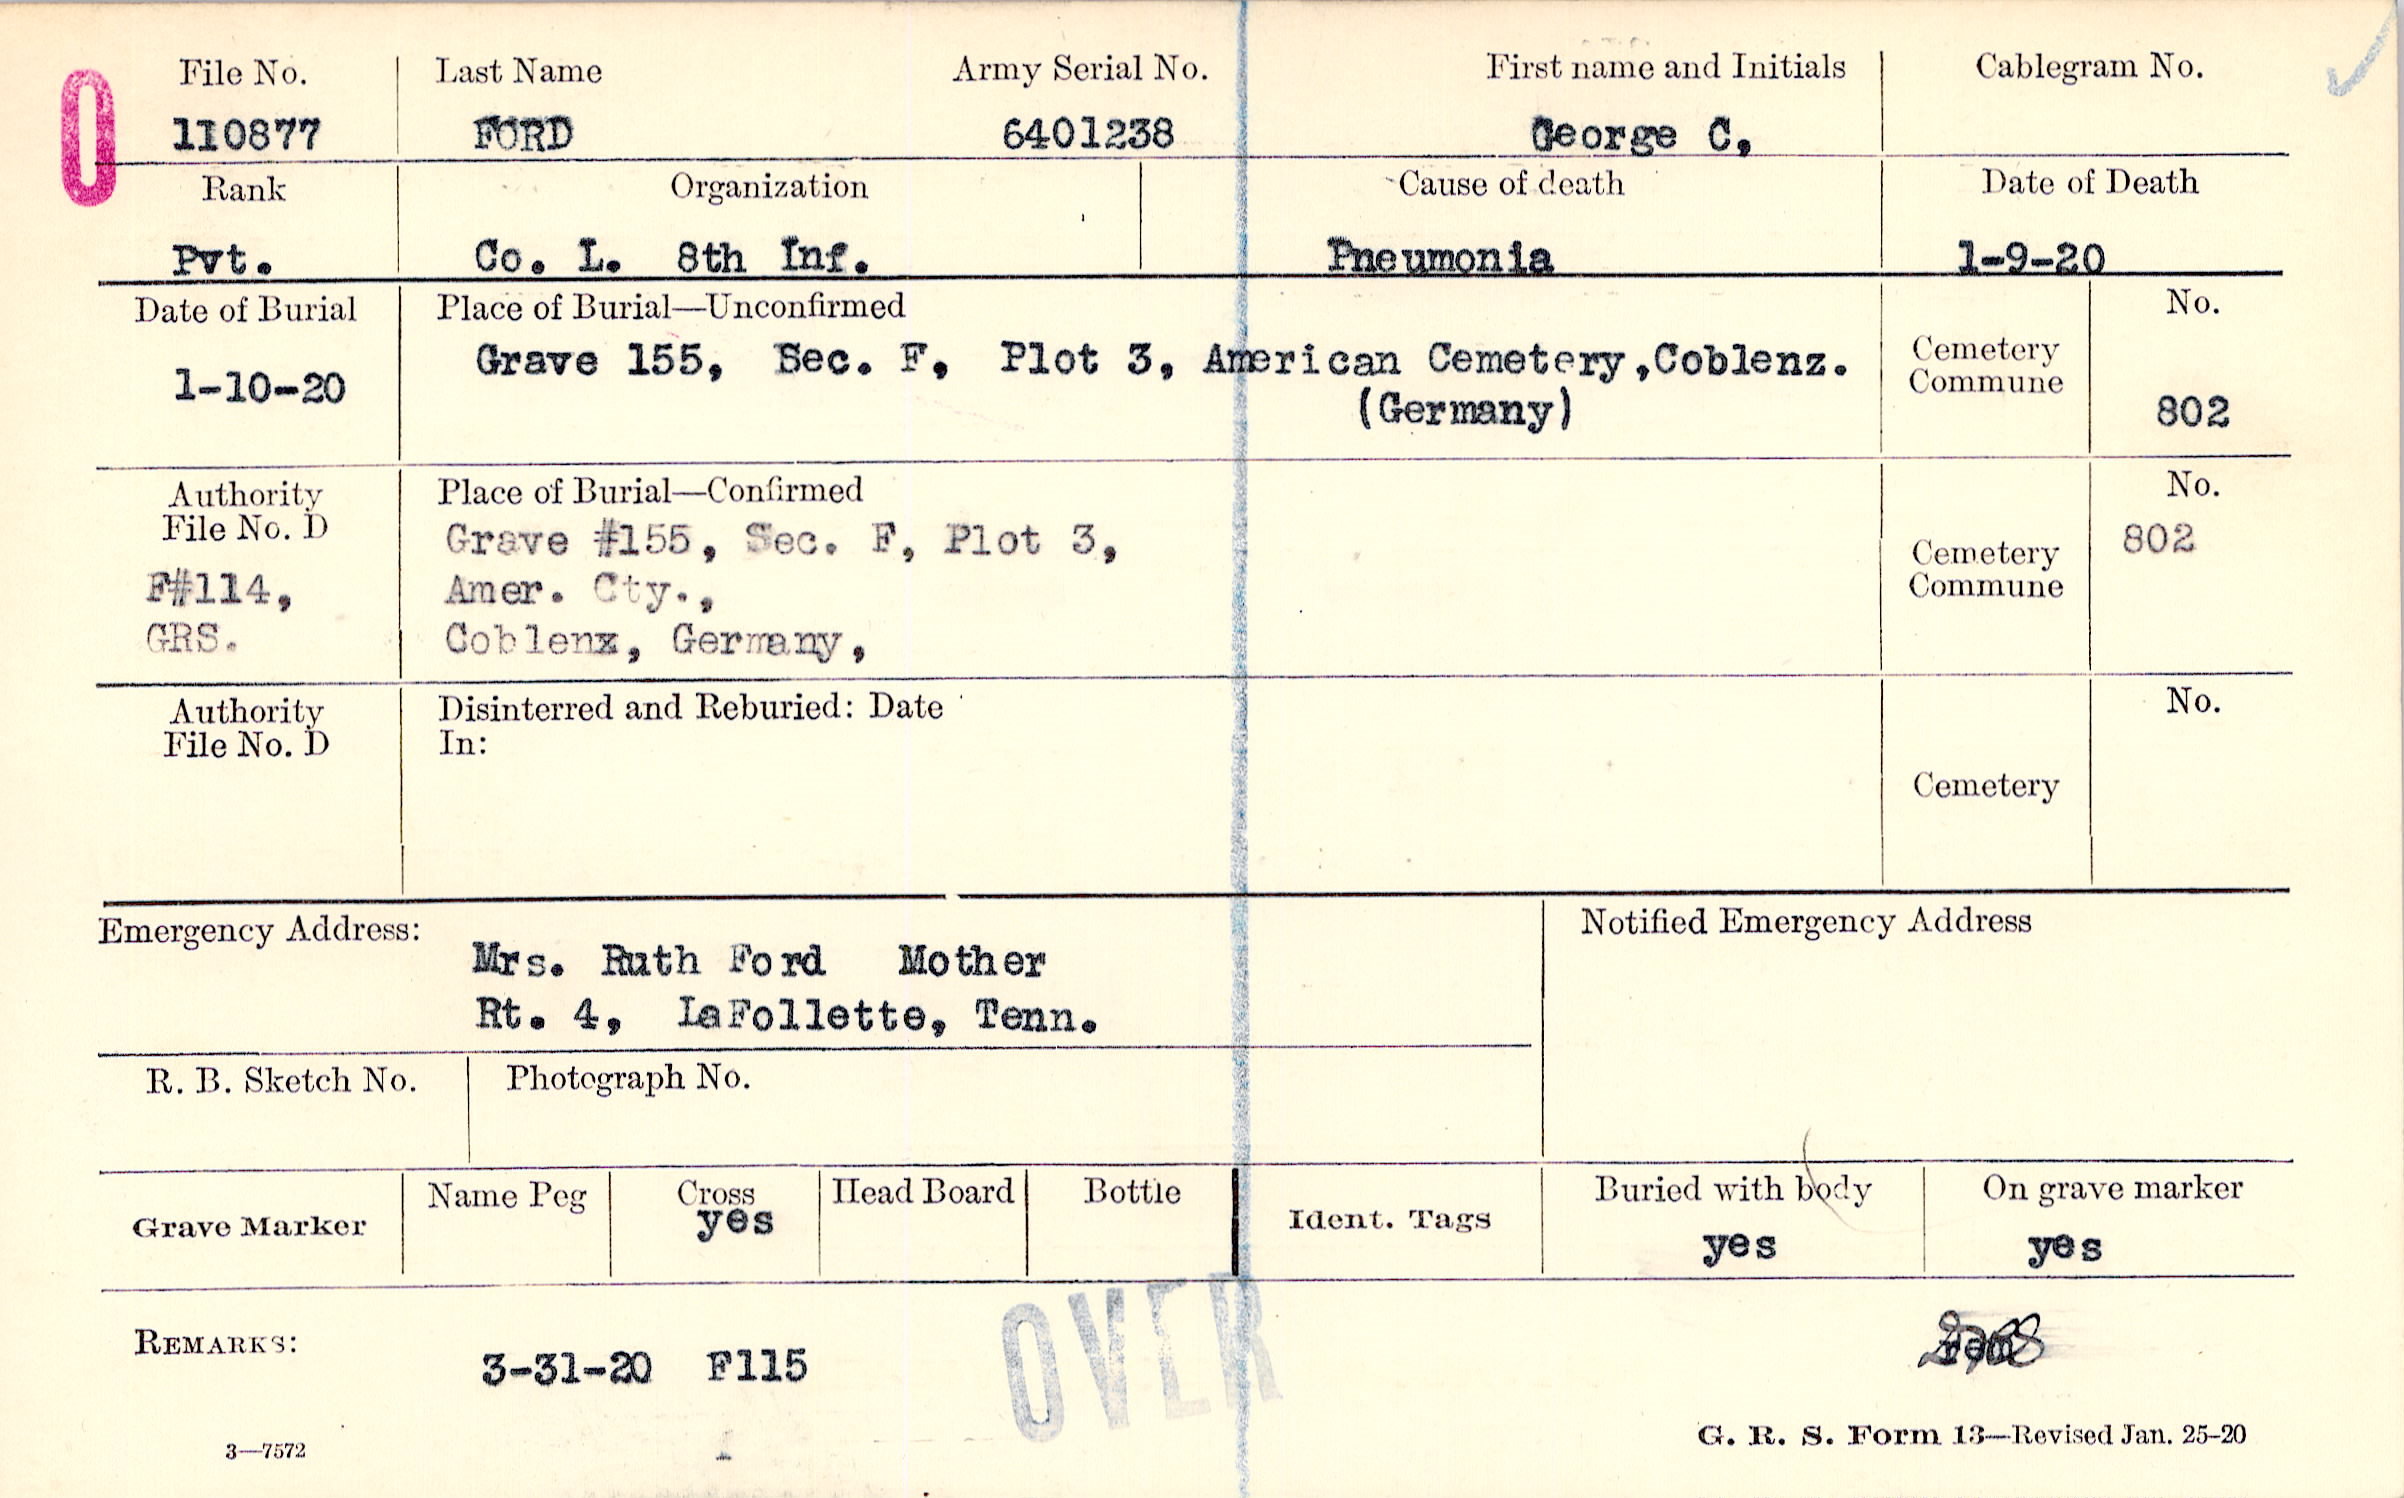 O
File No. Last Name Army Serial No. First name and Initials Cablegram No.
110877 FORD 6401238 George C,
Rank Organization Cause of death Date of Death
Pvt. Co. L. 8th Inf. Pneumonia 1-9-20
Date of Burial Place of Burial—Unconfirmed No.
1-10-20 Grave 155, Sec. F, Plot 3, American Cemetery,Coblenz. Cemetery
(Germany) Commune 802
Authority Place of Burial—Confirmed No.
File No. D Grave #155, Sec. F, Plot 3, Cemetery 802
F#114, Amer. Cty., Commune
GRS. Coblenz, Germany,
Authority Disinterred and Reburied: Date No.
File No. D In:
Cemetery
Emergency Address: Notified Emergency Address
Mrs. Ruth Ford Mother
Rt. 4, LaFollette, Tenn.
R. B. Sketch No. Photograph No.
Grave Marker Name Peg Cross Head Board Bottle Ident. Tags Buried with body On grave marker
yes yes yes
REMARKS: 3-31-20 F115
OVER
3—7572 G. R. S. Form 13—Revised Jan. 25-20